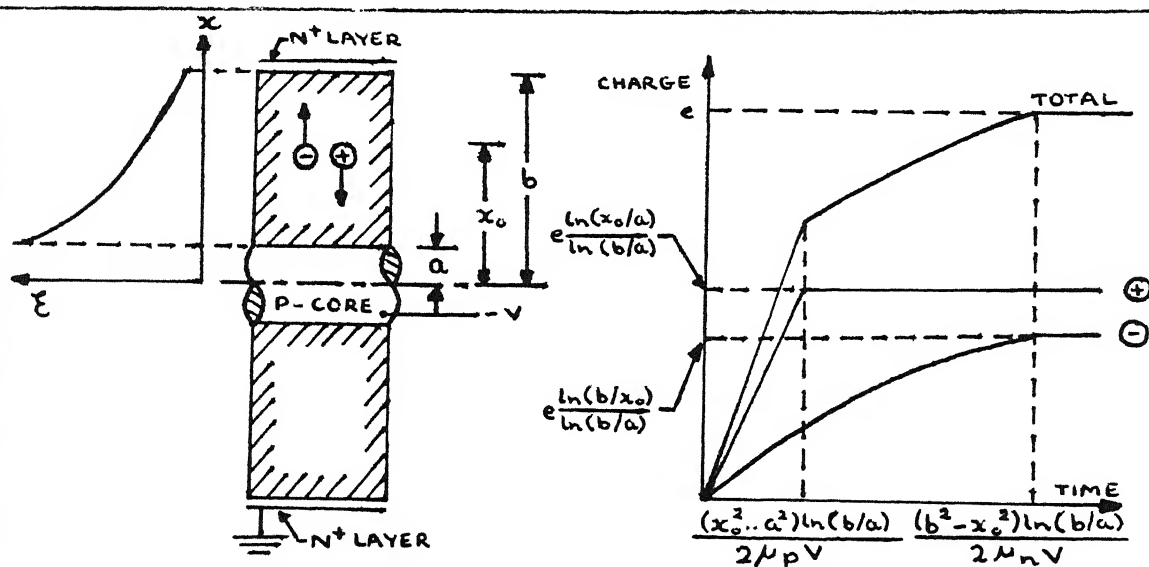 x
N⁺ LAYER
⊖ ⊕
b
x₀
a
ξ
P-CORE
-V
N⁺ LAYER
CHARGE
e
TOTAL
e ln(x₀/a) / ln(b/a)
⊕
e ln(b/x₀) / ln(b/a)
⊖
TIME
(x₀²..a²) ln(b/a) / 2μₚV
(b²-x₀²) ln(b/a) / 2μₙV